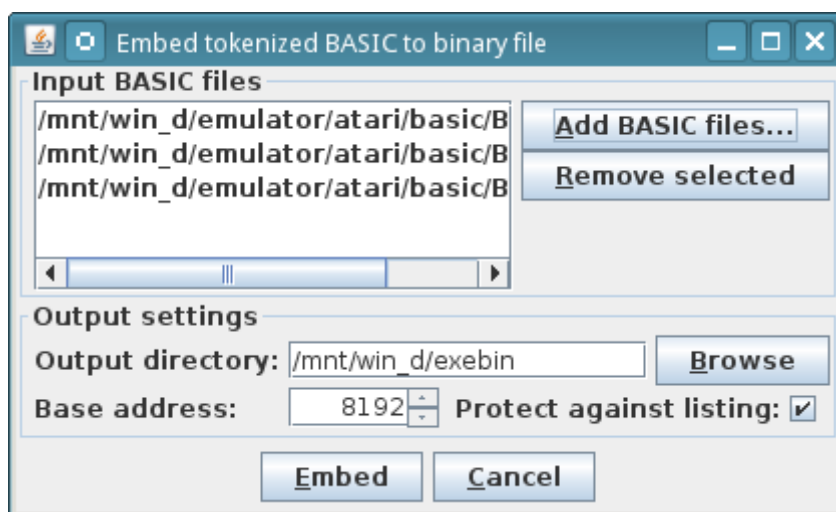 Embed tokenized BASIC to binary file
Input BASIC files
/mnt/win_d/emulator/atari/basic/B
/mnt/win_d/emulator/atari/basic/B
/mnt/win_d/emulator/atari/basic/B
Add BASIC files...
Remove selected
Output settings
Output directory: /mnt/win_d/exebin Browse
Base address: 8192 Protect against listing:
Embed Cancel